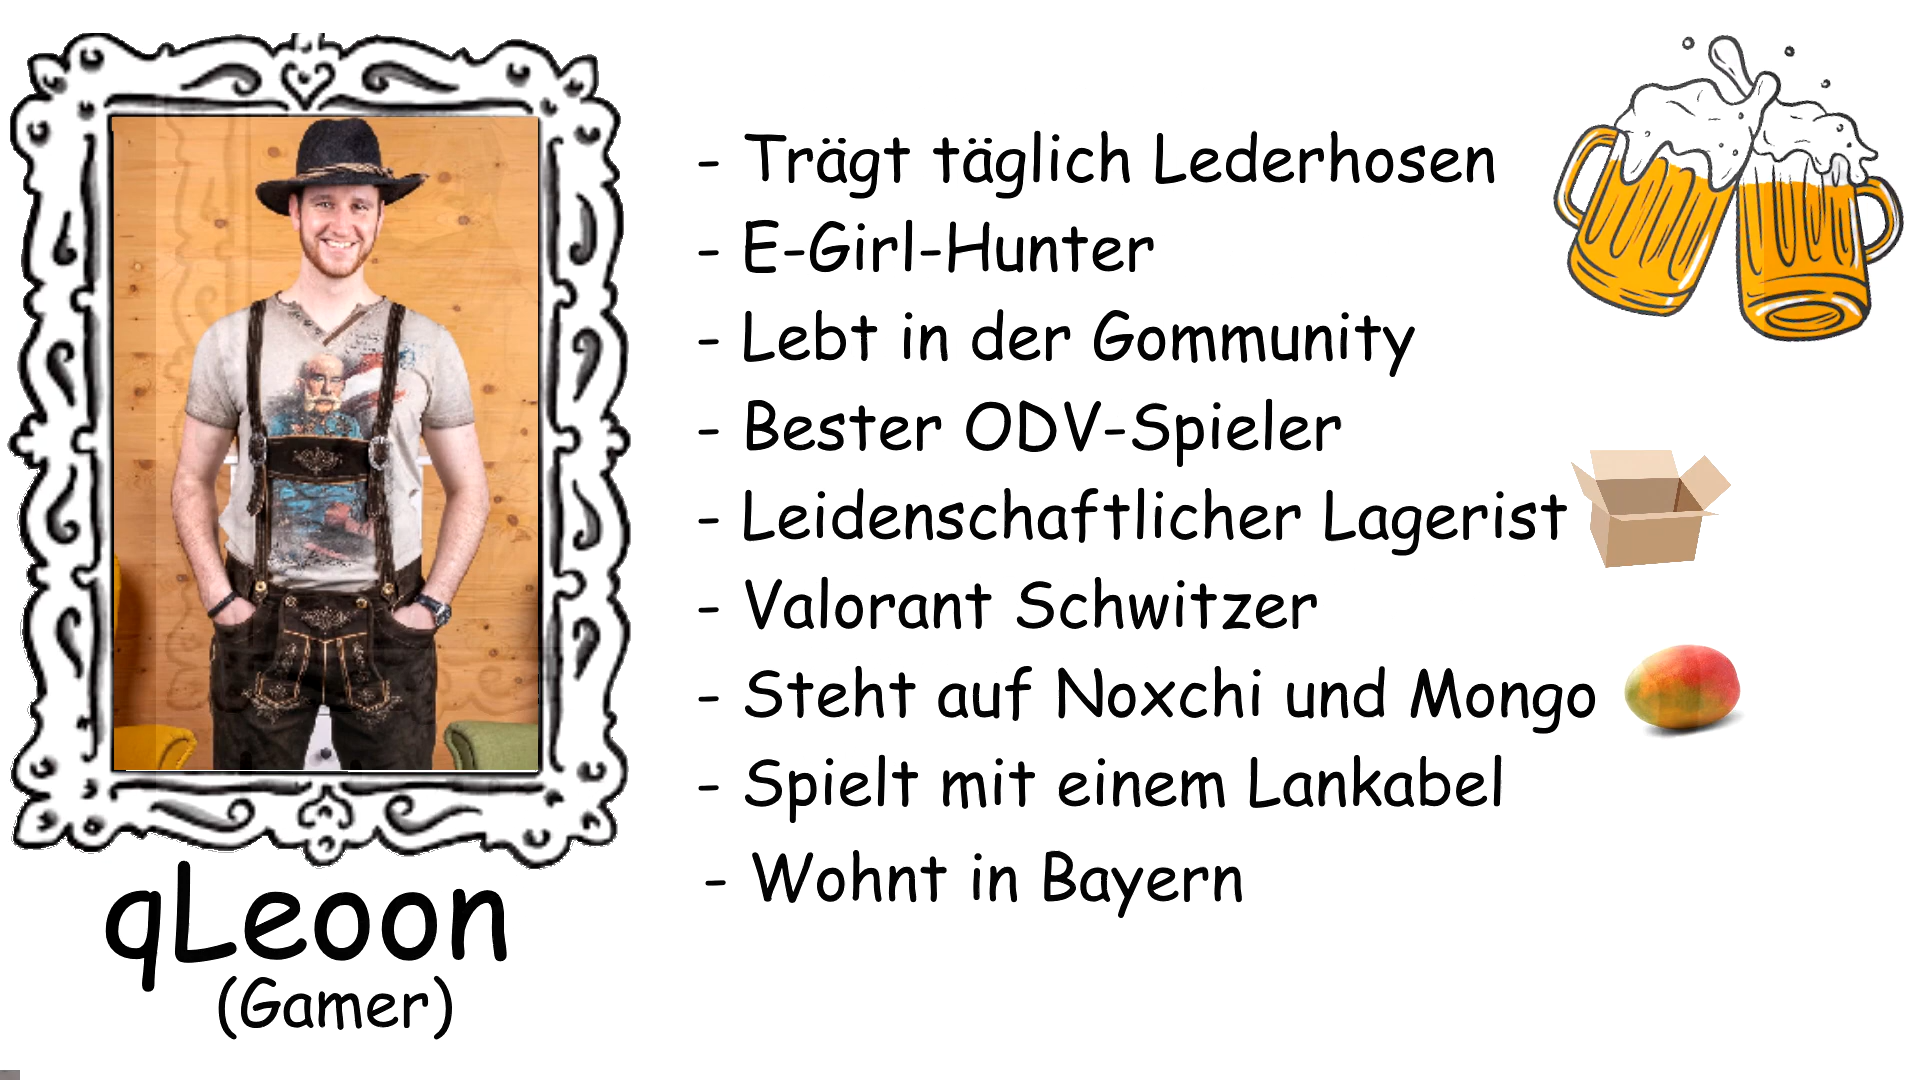 - Trägt täglich Lederhosen
- E-Girl-Hunter
- Lebt in der Gommunity
- Bester ODV-Spieler
- Leidenschaftlicher Lagerist
- Valorant Schwitzer
- Steht auf Noxchi und Mongo
- Spielt mit einem Lankabel
- Wohnt in Bayern
qLeoon
(Gamer)